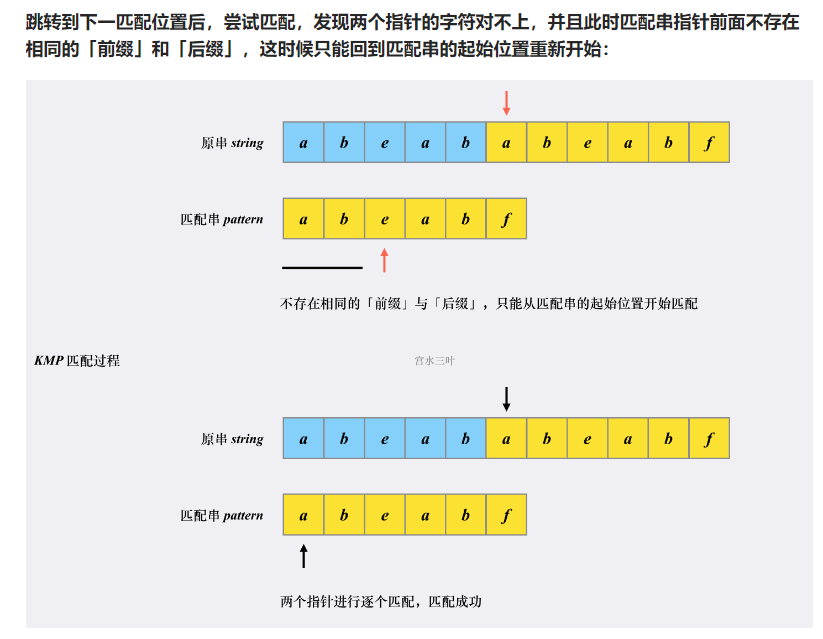 跳转到下一匹配位置后，尝试匹配，发现两个指针的字符对不上，并且此时匹配串指针前面不存在
相同的「前缀」和「后缀」，这时候只能回到匹配串的起始位置重新开始：
原串 string a b e a b a b e a b f
匹配串 pattern a b e a b f
不存在相同的「前缀」与「后缀」，只能从匹配串的起始位置开始匹配
KMP 匹配过程 宫水三叶
原串 string a b e a b a b e a b f
匹配串 pattern a b e a b f
两个指针进行逐个匹配，匹配成功